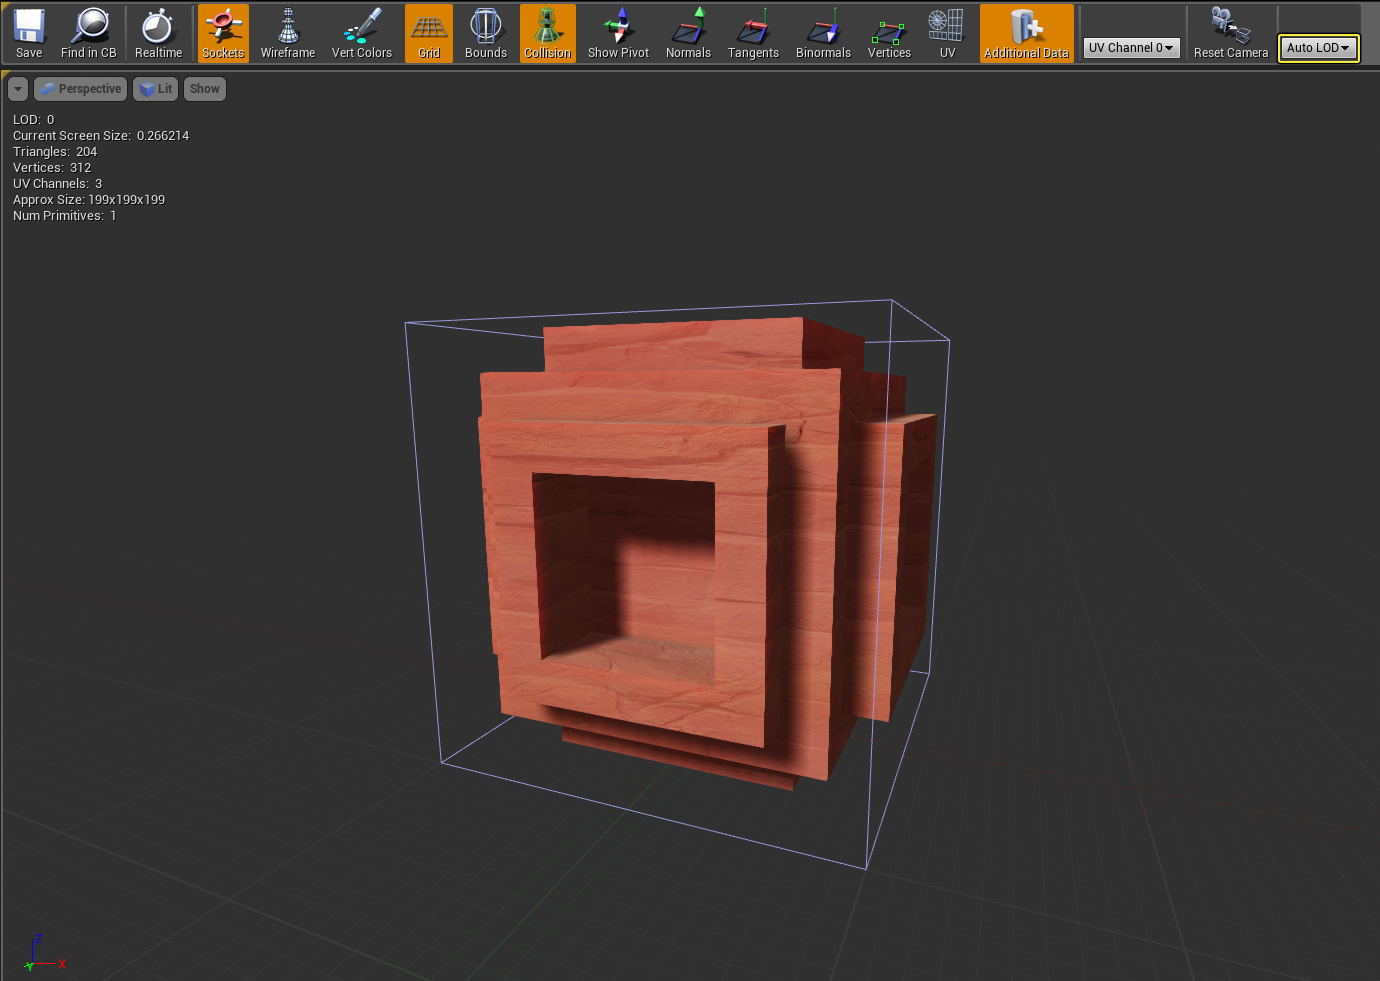 Save Find in CB Realtime Sockets Wireframe Vert Colors Grid Bounds Collision Show Pivot Normals Tangents Binormals Vertices UV Additional Data UV Channel 0 Reset Camera Auto LOD
Perspective Lit Show
LOD: 0
Current Screen Size: 0.266214
Triangles: 204
Vertices: 312
UV Channels: 3
Approx Size: 199x199x199
Num Primitives: 1
Z
Y X